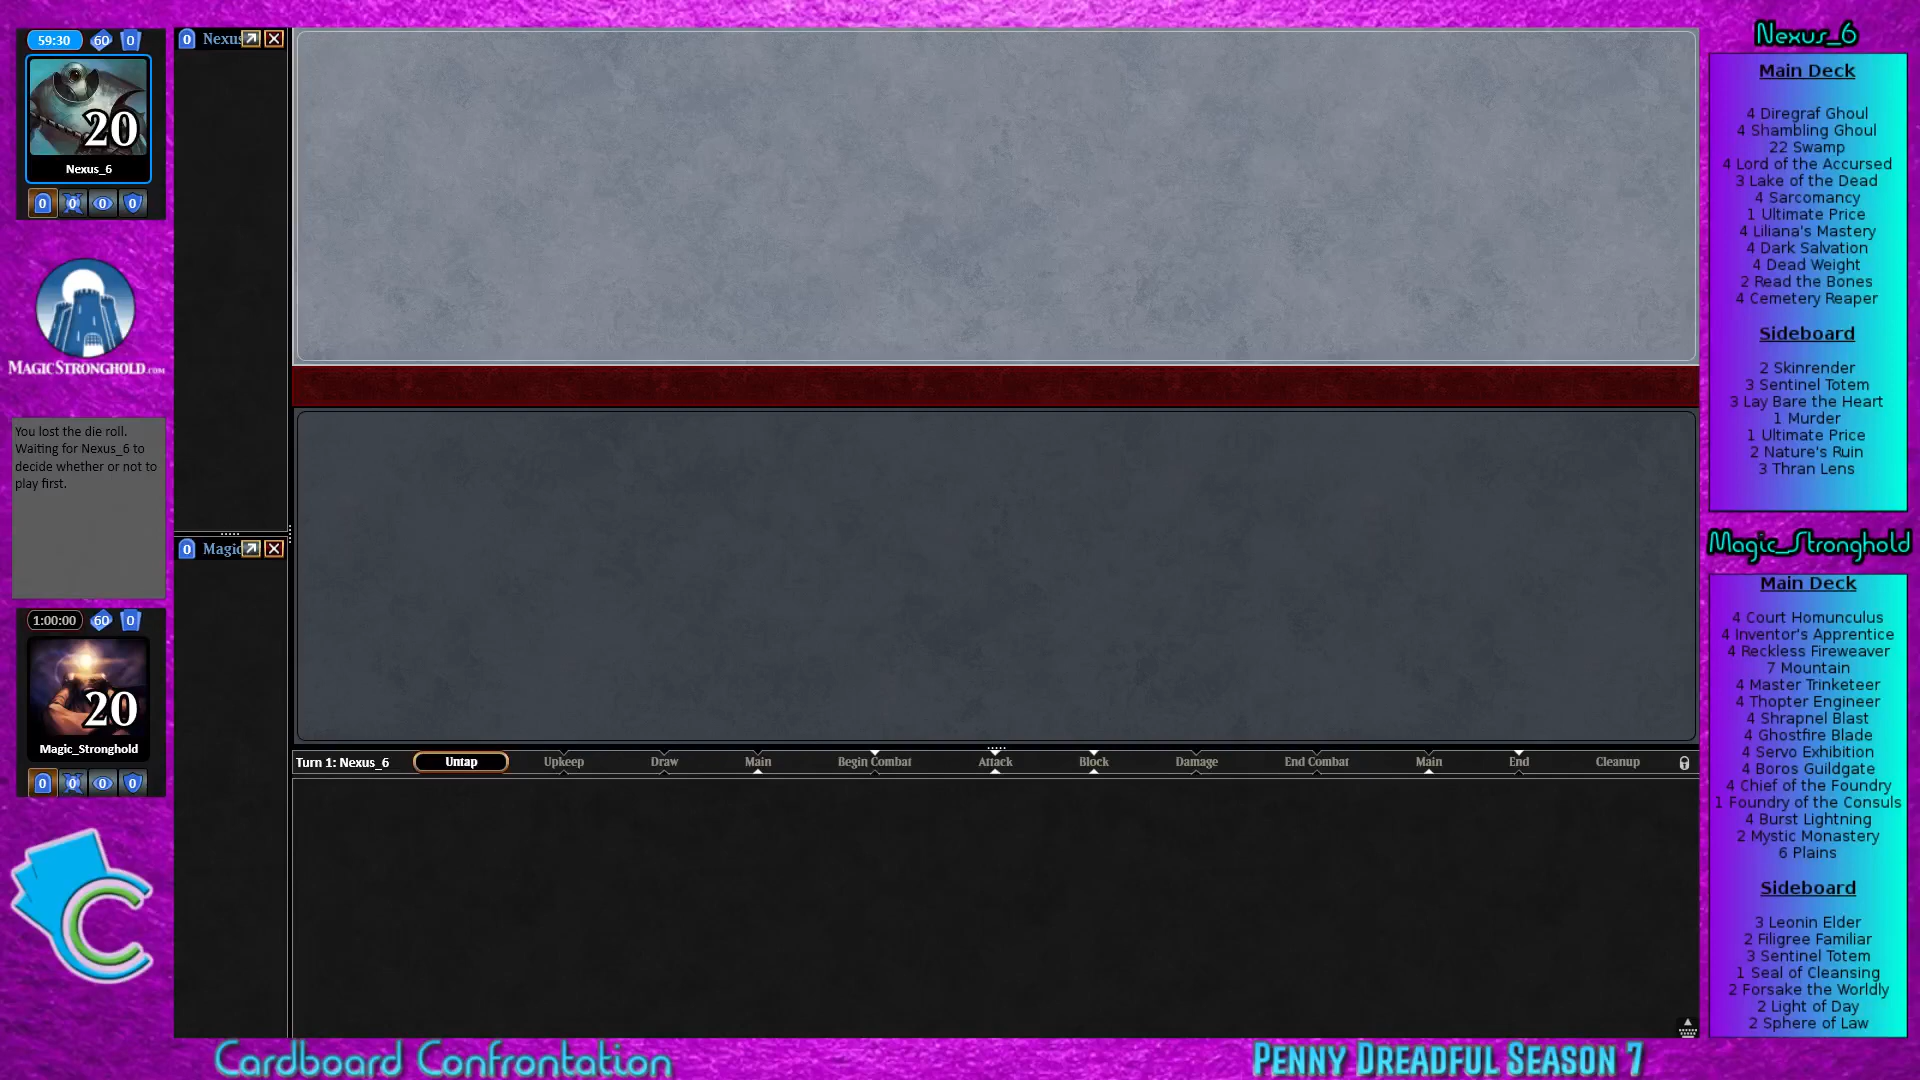 59:30
60
0
20
Nexus_6
0
0
0
0
MAGICSTRONGHOLD.COM
You lost the die roll.
Waiting for Nexus_6 to
decide whether or not to
play first.
1:00:00
60
0
20
Magic_Stronghold
0
0
0
0
0 Nexus
0 Magic
Turn 1: Nexus_6
Untap
Upkeep
Draw
Main
Begin Combat
Attack
Block
Damage
End Combat
Main
End
Cleanup
Nexus_6
Main Deck
4 Diregraf Ghoul
4 Shambling Ghoul
22 Swamp
4 Lord of the Accursed
3 Lake of the Dead
4 Sarcomancy
1 Ultimate Price
4 Liliana's Mastery
4 Dark Salvation
4 Dead Weight
2 Read the Bones
4 Cemetery Reaper
Sideboard
2 Skinrender
3 Sentinel Totem
3 Lay Bare the Heart
1 Murder
1 Ultimate Price
2 Nature's Ruin
3 Thran Lens
Magic_Stronghold
Main Deck
4 Court Homunculus
4 Inventor's Apprentice
4 Reckless Fireweaver
7 Mountain
4 Master Trinketeer
4 Thopter Engineer
4 Shrapnel Blast
4 Ghostfire Blade
4 Servo Exhibition
4 Boros Guildgate
4 Chief of the Foundry
1 Foundry of the Consuls
4 Burst Lightning
2 Mystic Monastery
6 Plains
Sideboard
3 Leonin Elder
2 Filigree Familiar
3 Sentinel Totem
1 Seal of Cleansing
2 Forsake the Worldly
2 Light of Day
2 Sphere of Law
Cardboard Confrontation
PENNY DREADFUL SEASON 7